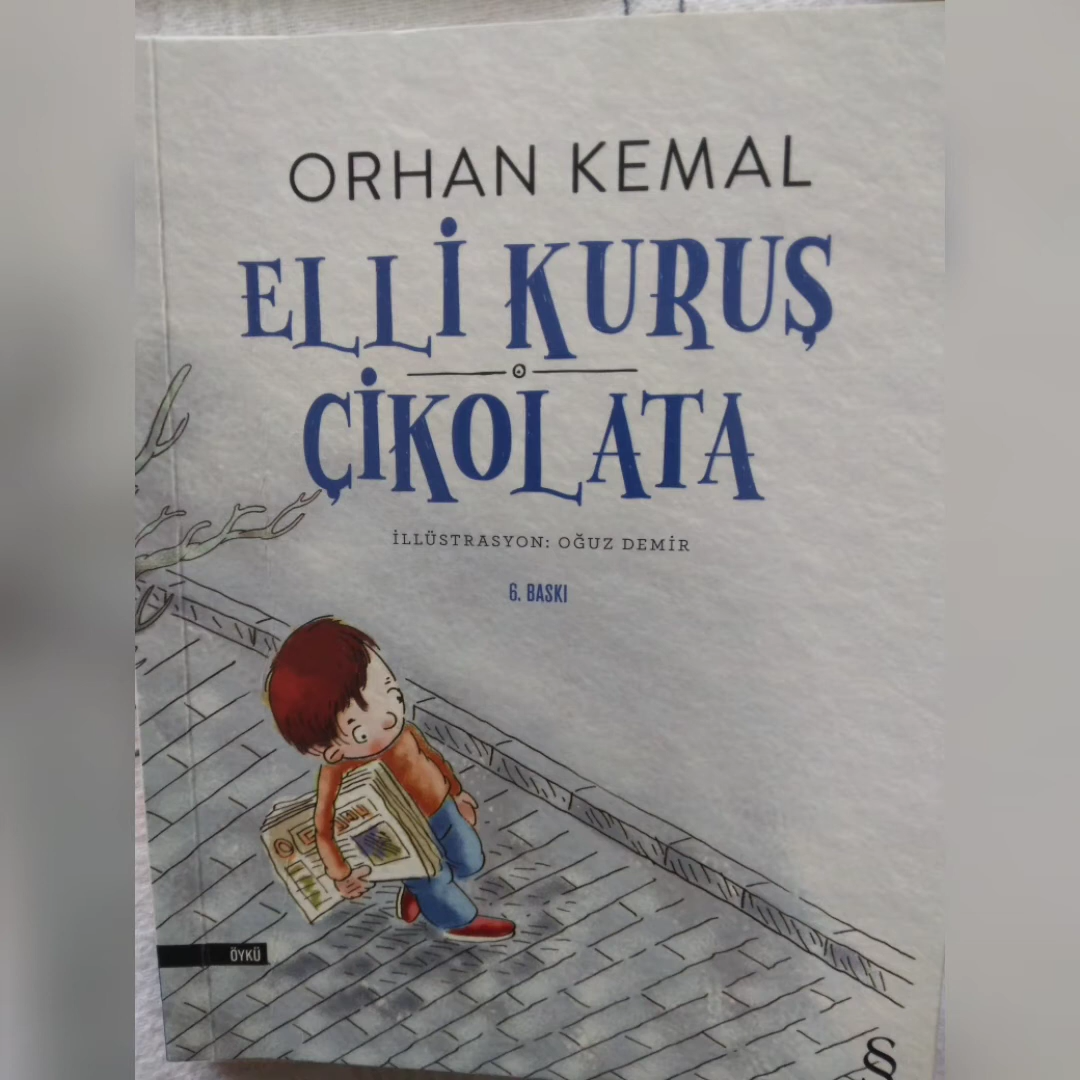 ORHAN KEMAL
ELLİ KURUŞ
ÇİKOLATA
İLLÜSTRASYON: OĞUZ DEMİR
6. BASKI
ÖYKÜ